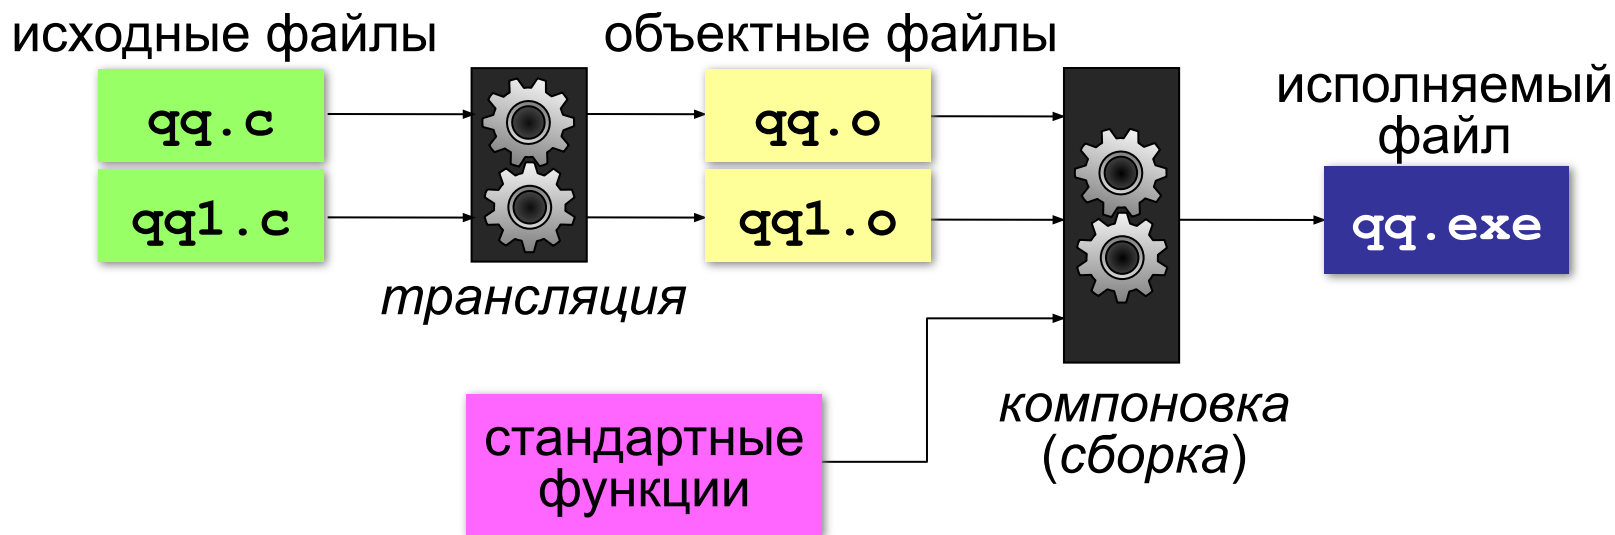 исходные файлы
объектные файлы
исполняемый
файл
qq.c
qq.o
qq1.c
qq1.o
qq.exe
трансляция
компоновка
(сборка)
стандартные
функции